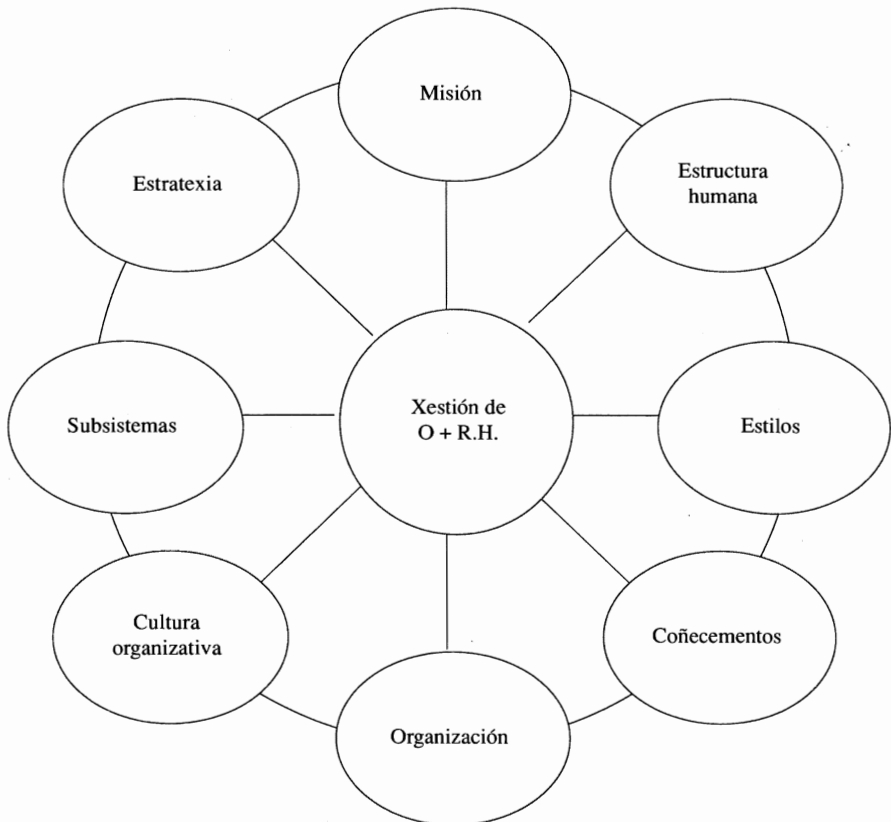 Misión
Estratexia
Estructura
humana
Xestión de
O + R.H.
Subsistemas
Estilos
Cultura
organizativa
Coñecementos
Organización